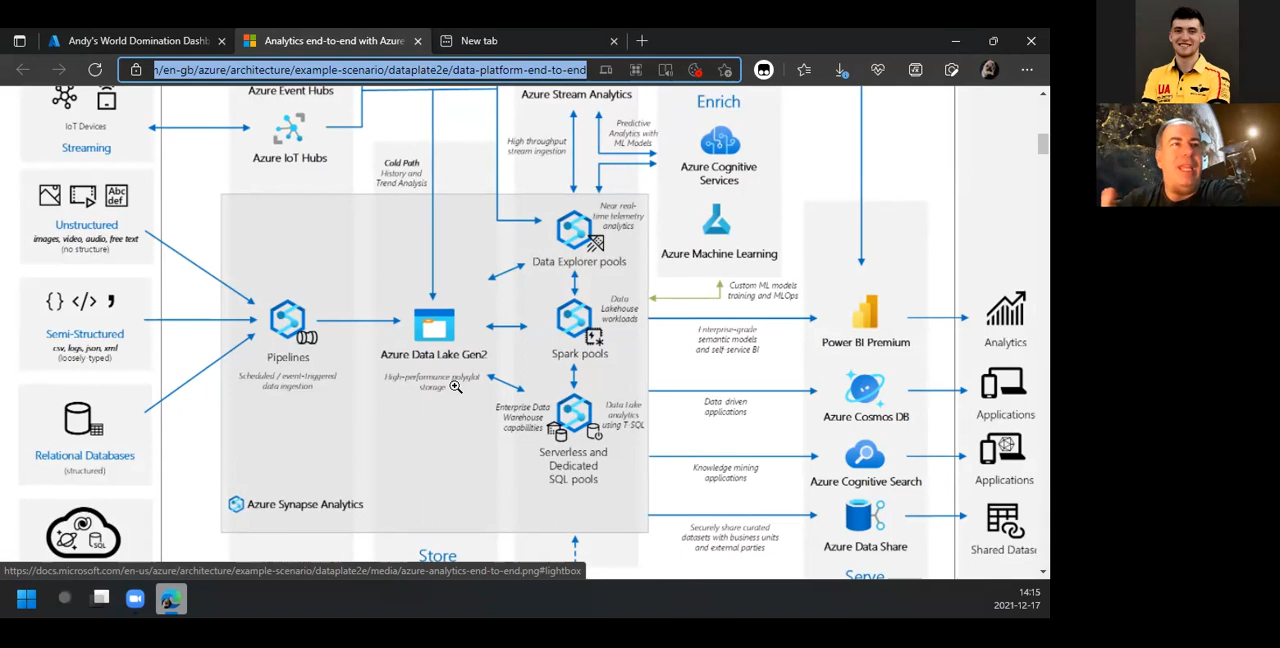 Andy's World Domination Dashb
Analytics end-to-end with Azure
New tab
n/en-gb/azure/architecture/example-scenario/dataplate2e/data-platform-end-to-end
Azure Event Hubs
Azure IoT Hubs
IoT Devices
Streaming
Cold Path
History and
Trend Analysis
Azure Stream Analytics
High throughput
stream ingestion
Predictive
Analytics with
ML Models
Enrich
Azure Cognitive
Services
Azure Machine Learning
Abc
def
Unstructured
images, video, audio, free text
(no structure)
Near real-
time telemetry
analytics
Data Explorer pools
Custom ML models
training and MLOps
{} </> ,
Semi-Structured
csv, logs, json, xml
(loosely-typed)
Pipelines
Scheduled / event-triggered
data ingestion
Azure Data Lake Gen2
High-performance polyglot
storage
Data
Lakehouse
workloads
Spark pools
Enterprise-grade
semantic models
and self-service BI
Power BI Premium
Analytics
Relational Databases
(structured)
Enterprise Data
Warehouse
capabilities
Data Lake
analytics
using T-SQL
Serverless and
Dedicated
SQL pools
Data driven
applications
Azure Cosmos DB
Applications
Knowledge mining
applications
Azure Cognitive Search
Applications
SQL
Azure Synapse Analytics
Securely share curated
datasets with business units
and external parties
Azure Data Share
Shared Datase
Store
Serve
https://docs.microsoft.com/en-us/azure/architecture/example-scenario/dataplate2e/media/azure-analytics-end-to-end.png#lightbox
14:15
2021-12-17
UA